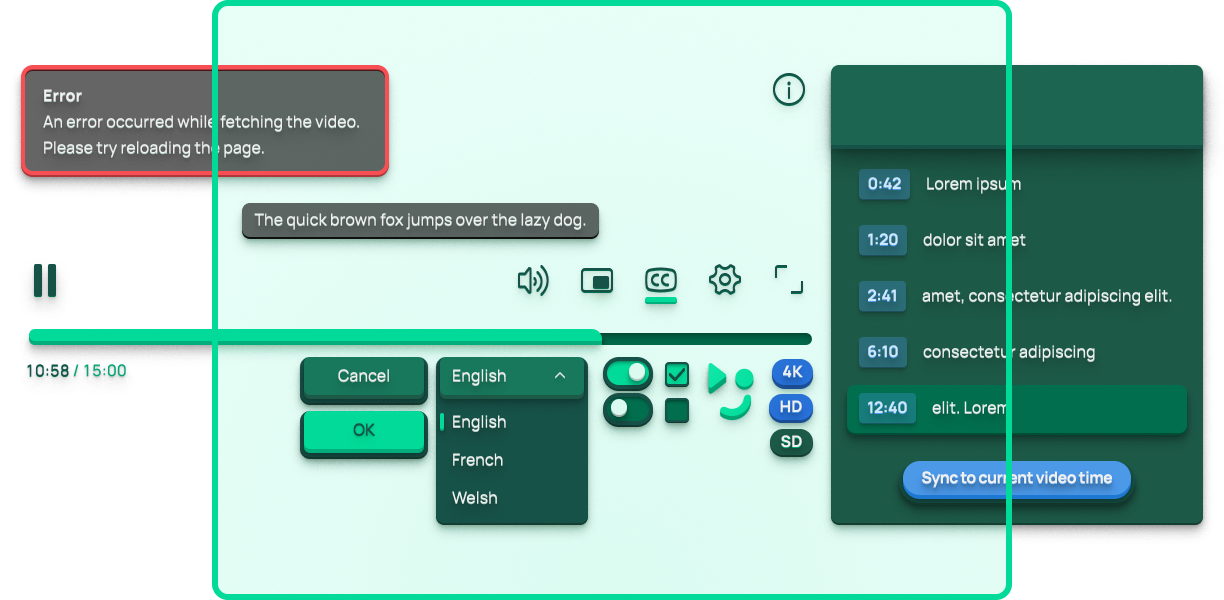 Error
An error occurred while fetching the video.
Please try reloading the page.
The quick brown fox jumps over the lazy dog.
CC
10:58 / 15:00
Cancel
OK
English
English
French
Welsh
4K
HD
SD
0:42 Lorem ipsum
1:20 dolor sit amet
2:41 amet, consectetur adipiscing elit.
6:10 consectetur adipiscing
12:40 elit. Lorem
Sync to current video time